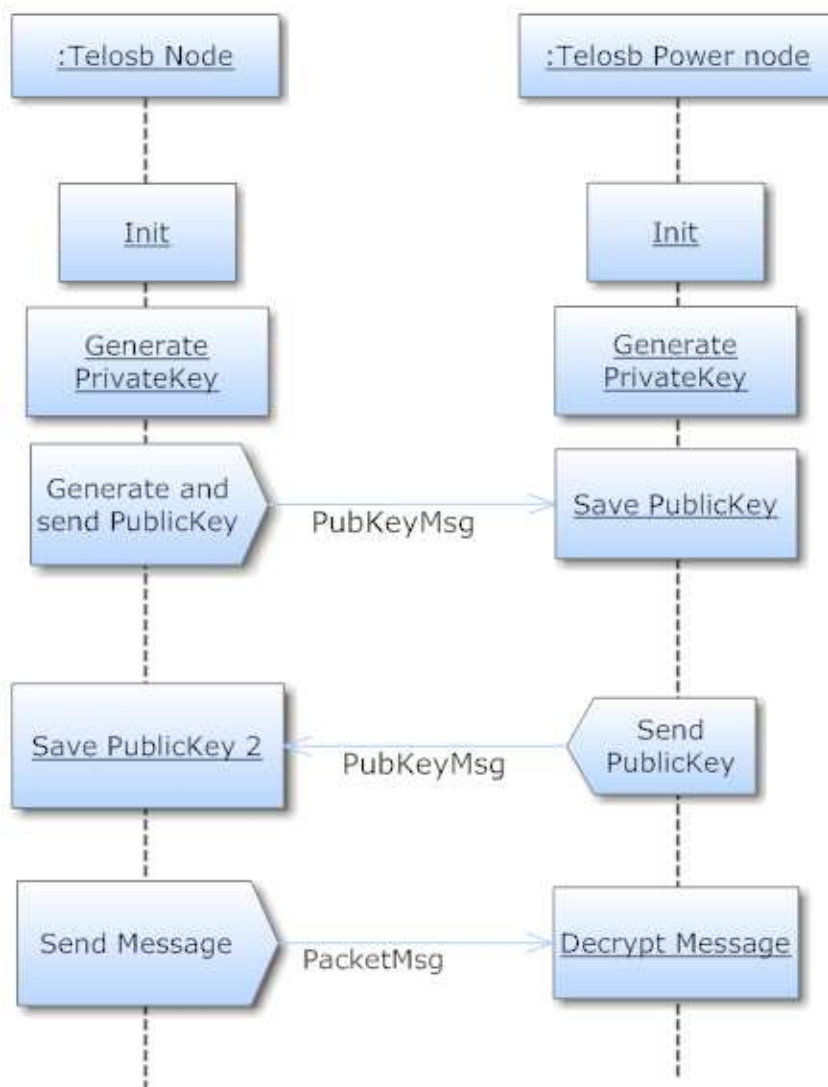 :Telosb Node
:Telosb Power node
Init
Init
Generate
PrivateKey
Generate
PrivateKey
Generate and
send PublicKey
PubKeyMsg
Save PublicKey
Save PublicKey 2
PubKeyMsg
Send
PublicKey
Send Message
PacketMsg
Decrypt Message